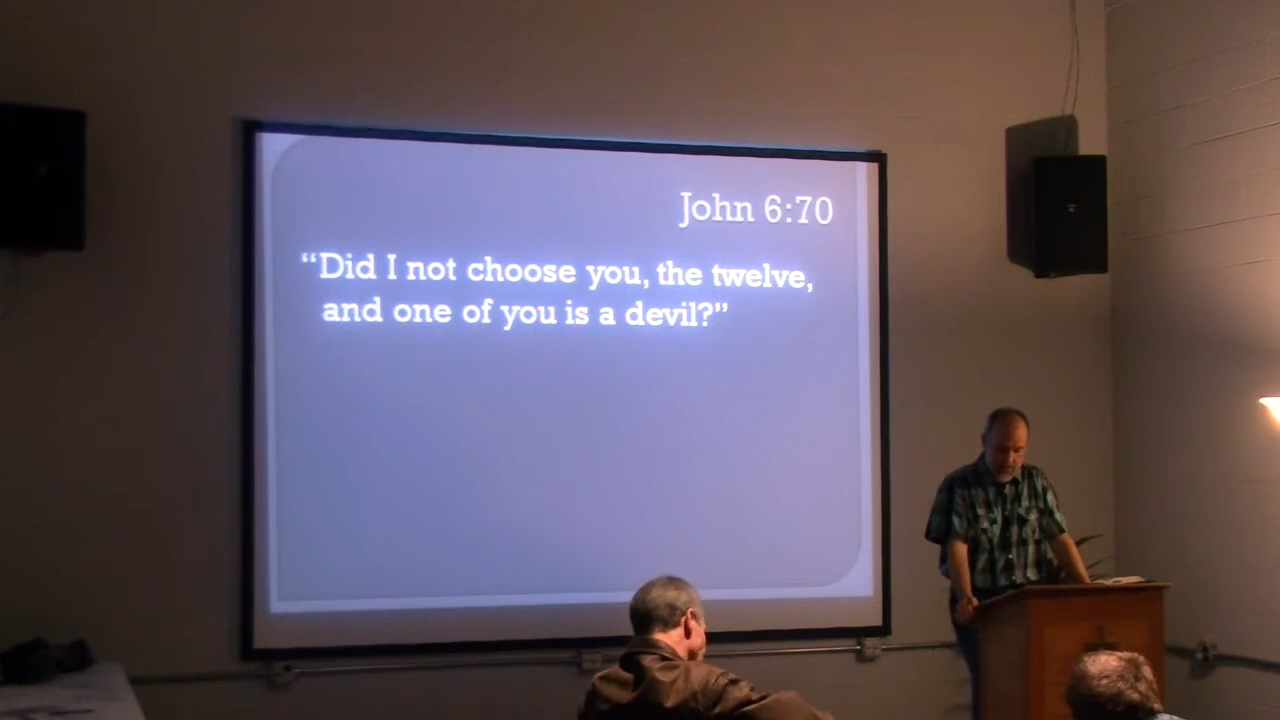 John 6:70
“Did I not choose you, the twelve,
and one of you is a devil?”